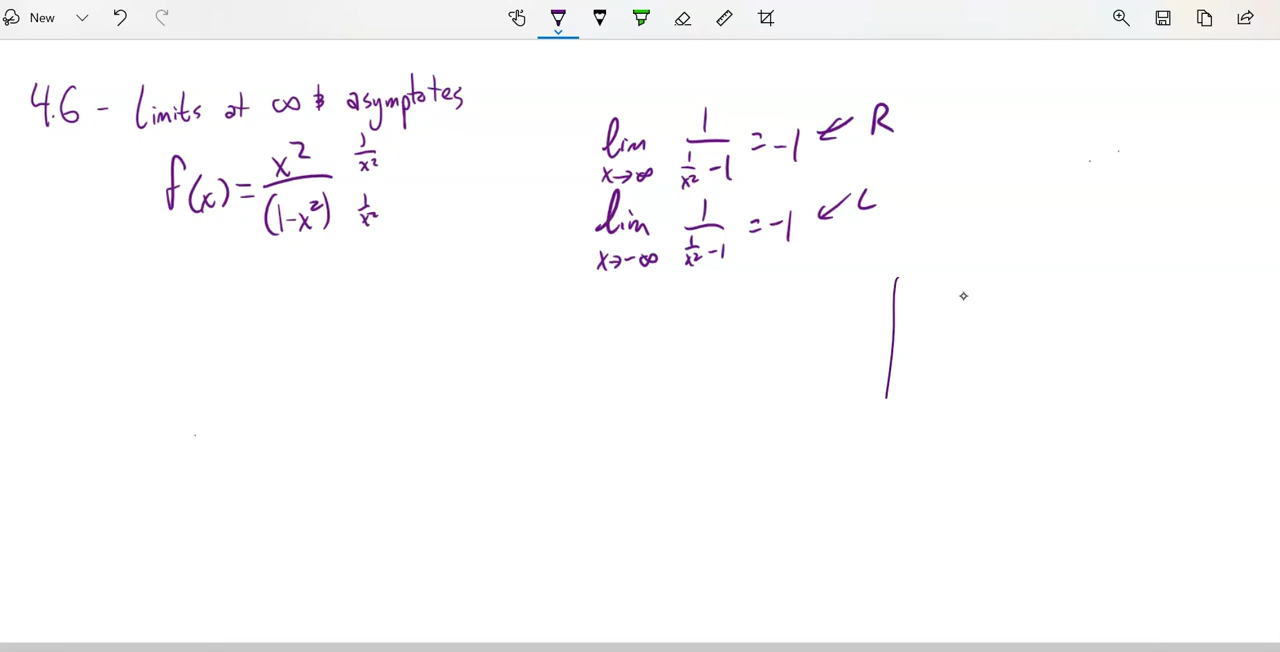 New
4.6 - Limits at ∞ & asymptotes
f(x) = x²/(1-x²) (1/x²)/(1/x²)
lim x→∞ 1/(1/x² - 1) = -1 ← R
lim x→-∞ 1/(1/x² - 1) = -1 ← L